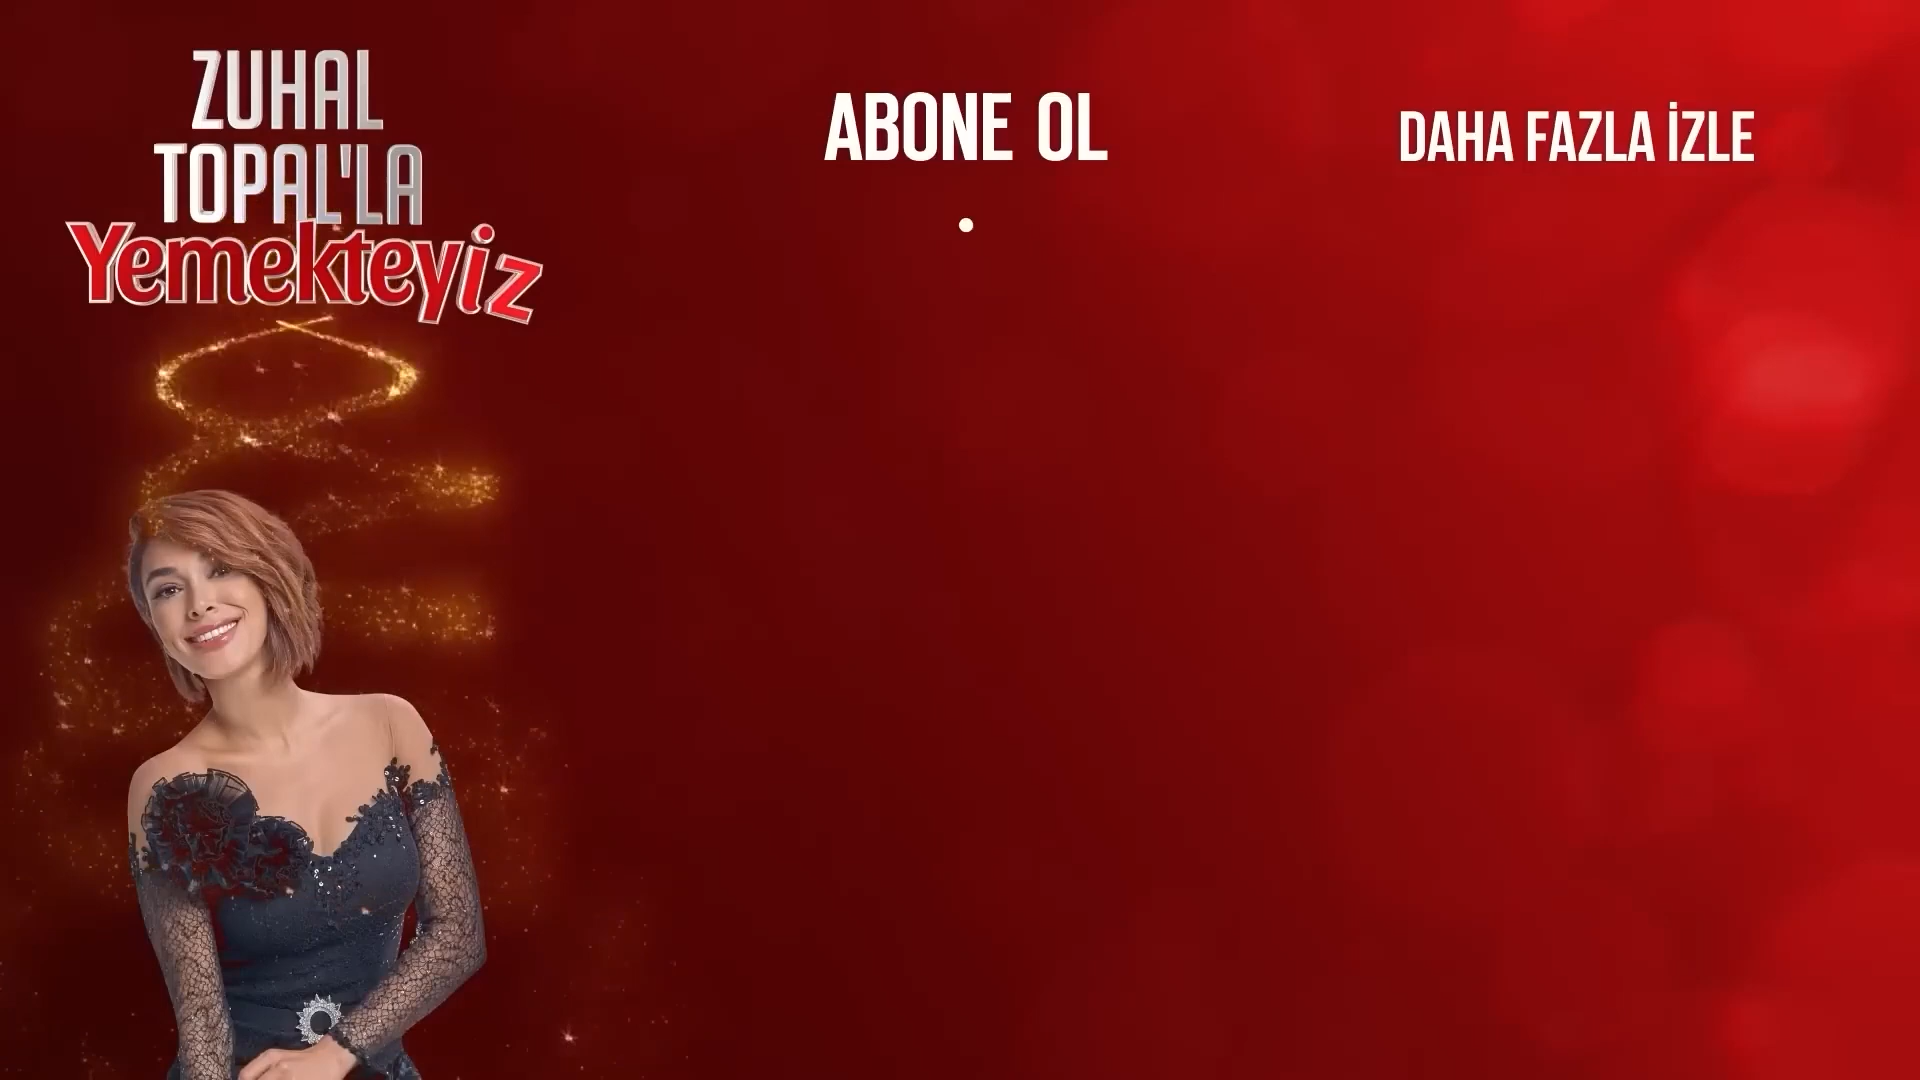 ZUHAL
TOPAL'LA
Yemekteyiz
ABONE OL
DAHA FAZLA İZLE